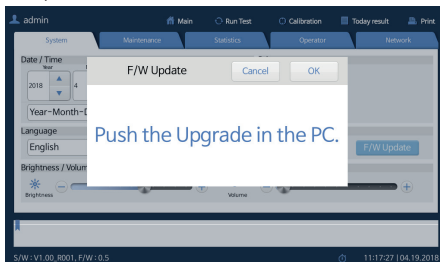 admin Main Run Test Calibration Today result Print
System Maintenance Statistics Operator Network
Date / Time
Year
F/W Update Cancel OK
2018 4
Year-Month-D
Push the Upgrade in the PC.
Language
English F/W Update
Brightness / Volum
Brightness Volume
S/W : V1.00_R001, F/W : 0.5 11:17:27 | 04.19.2018